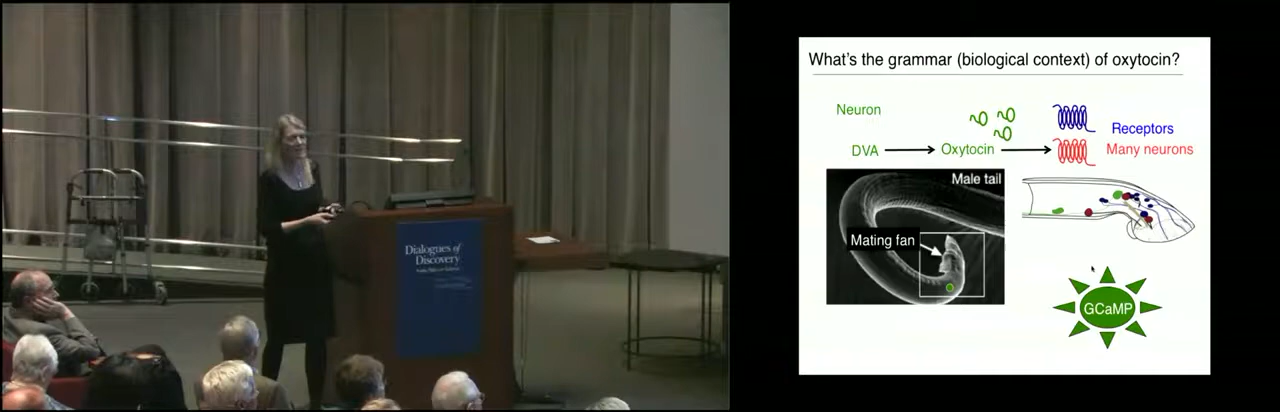 Dialogues of
Discovery
What's the grammar (biological context) of oxytocin?
Neuron
Receptors
DVA
Oxytocin
Many neurons
Male tail
Mating fan
GCaMP